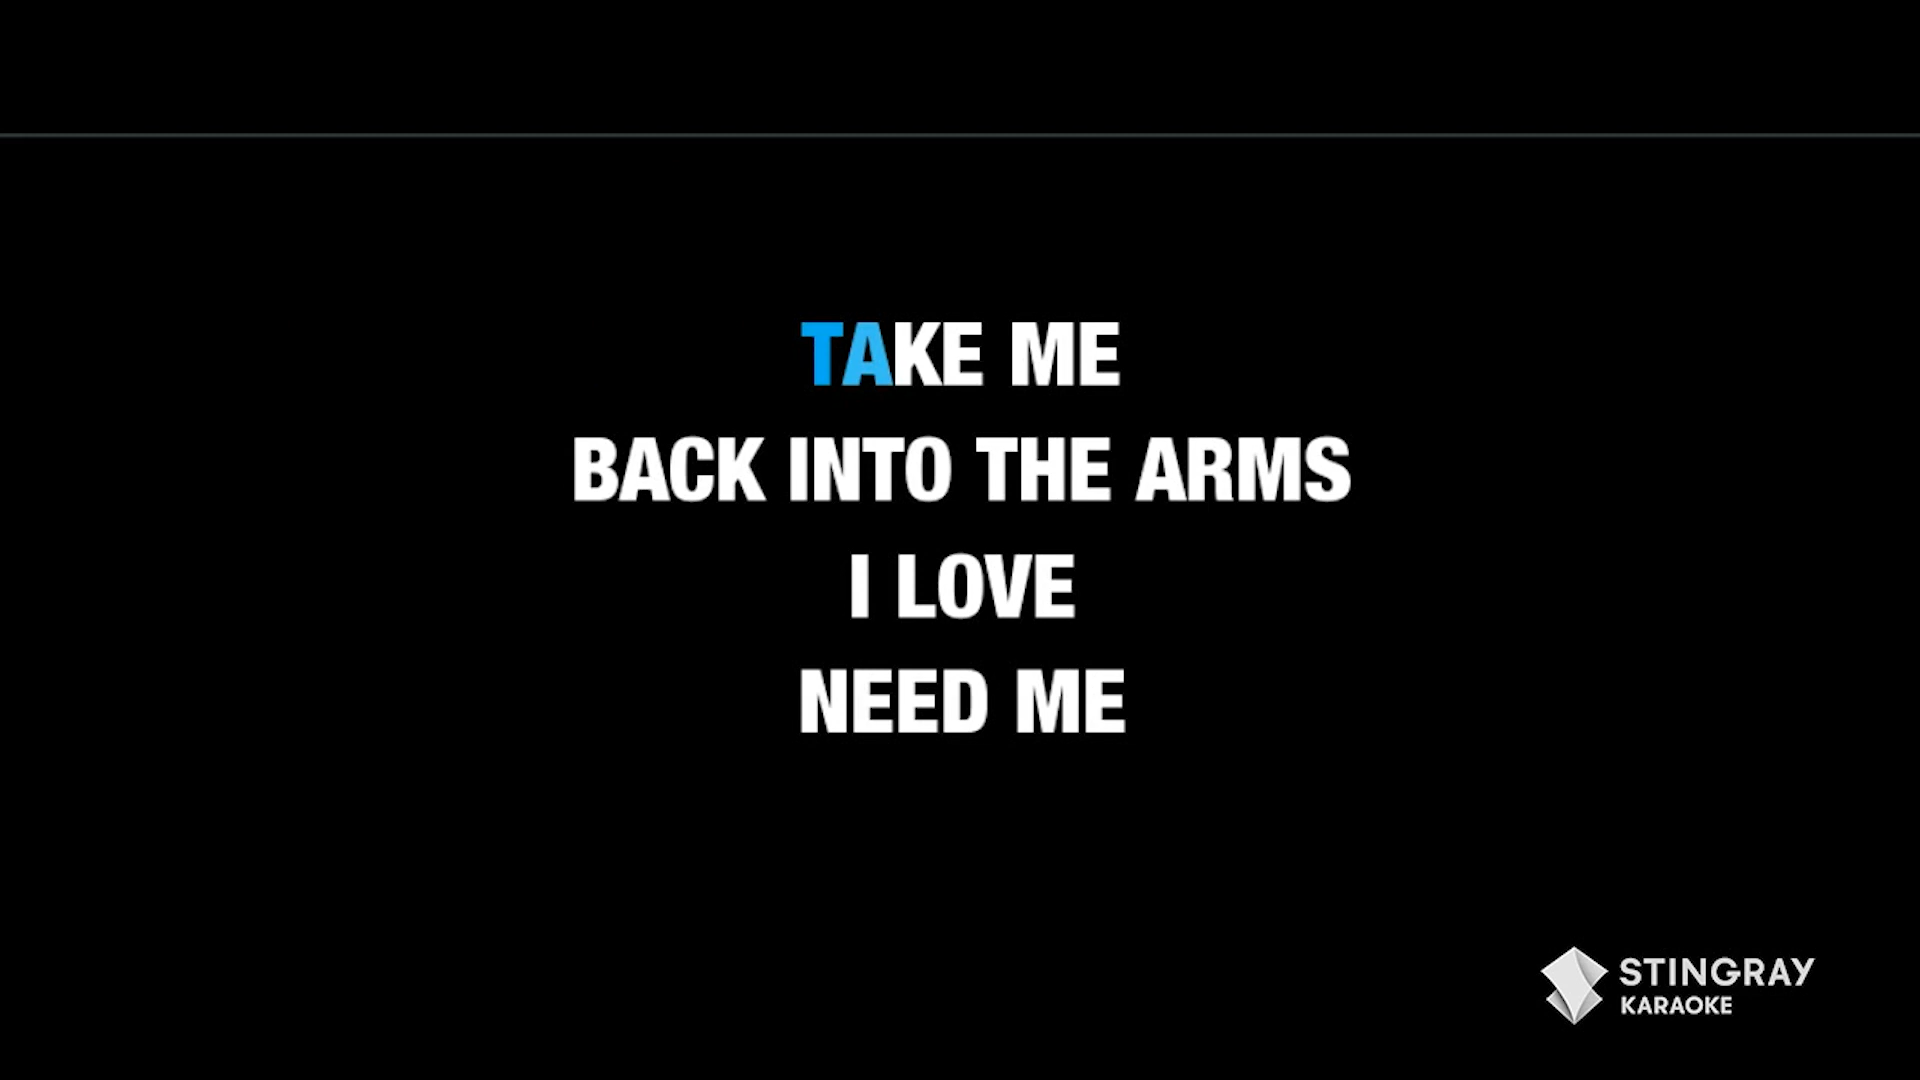 TAKE ME
BACK INTO THE ARMS
I LOVE
NEED ME
STINGRAY
KARAOKE